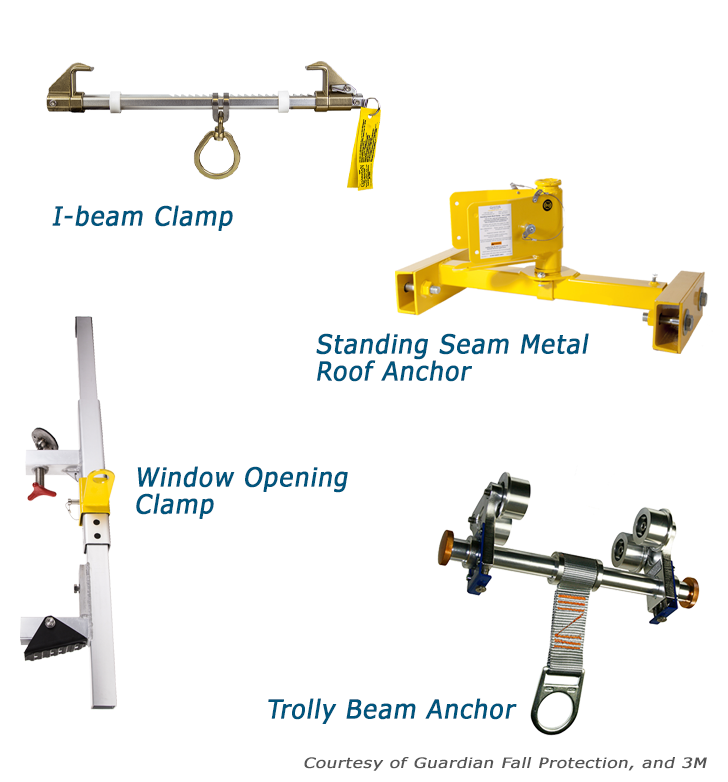 I-beam Clamp
Standing Seam Metal
Roof Anchor
Window Opening
Clamp
Trolly Beam Anchor
Courtesy of Guardian Fall Protection, and 3M